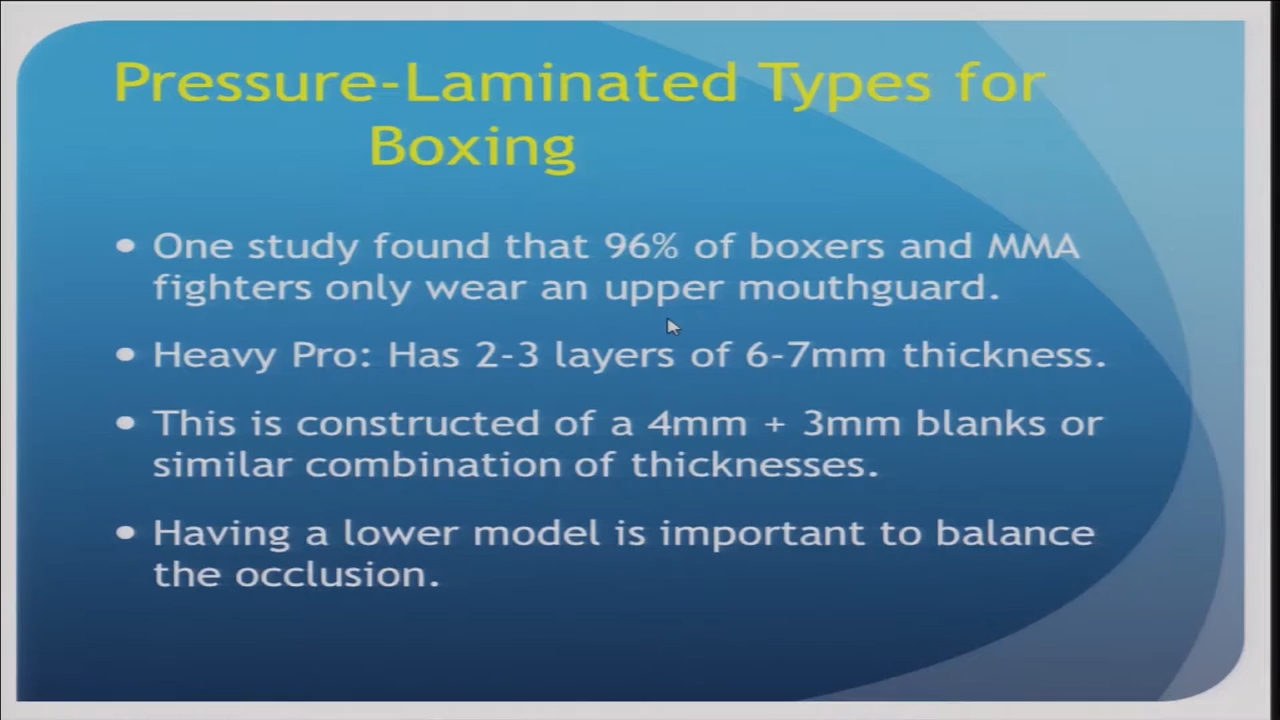 Pressure-Laminated Types for
Boxing
• One study found that 96% of boxers and MMA
fighters only wear an upper mouthguard.
• Heavy Pro: Has 2-3 layers of 6-7mm thickness.
• This is constructed of a 4mm + 3mm blanks or
similar combination of thicknesses.
• Having a lower model is important to balance
the occlusion.